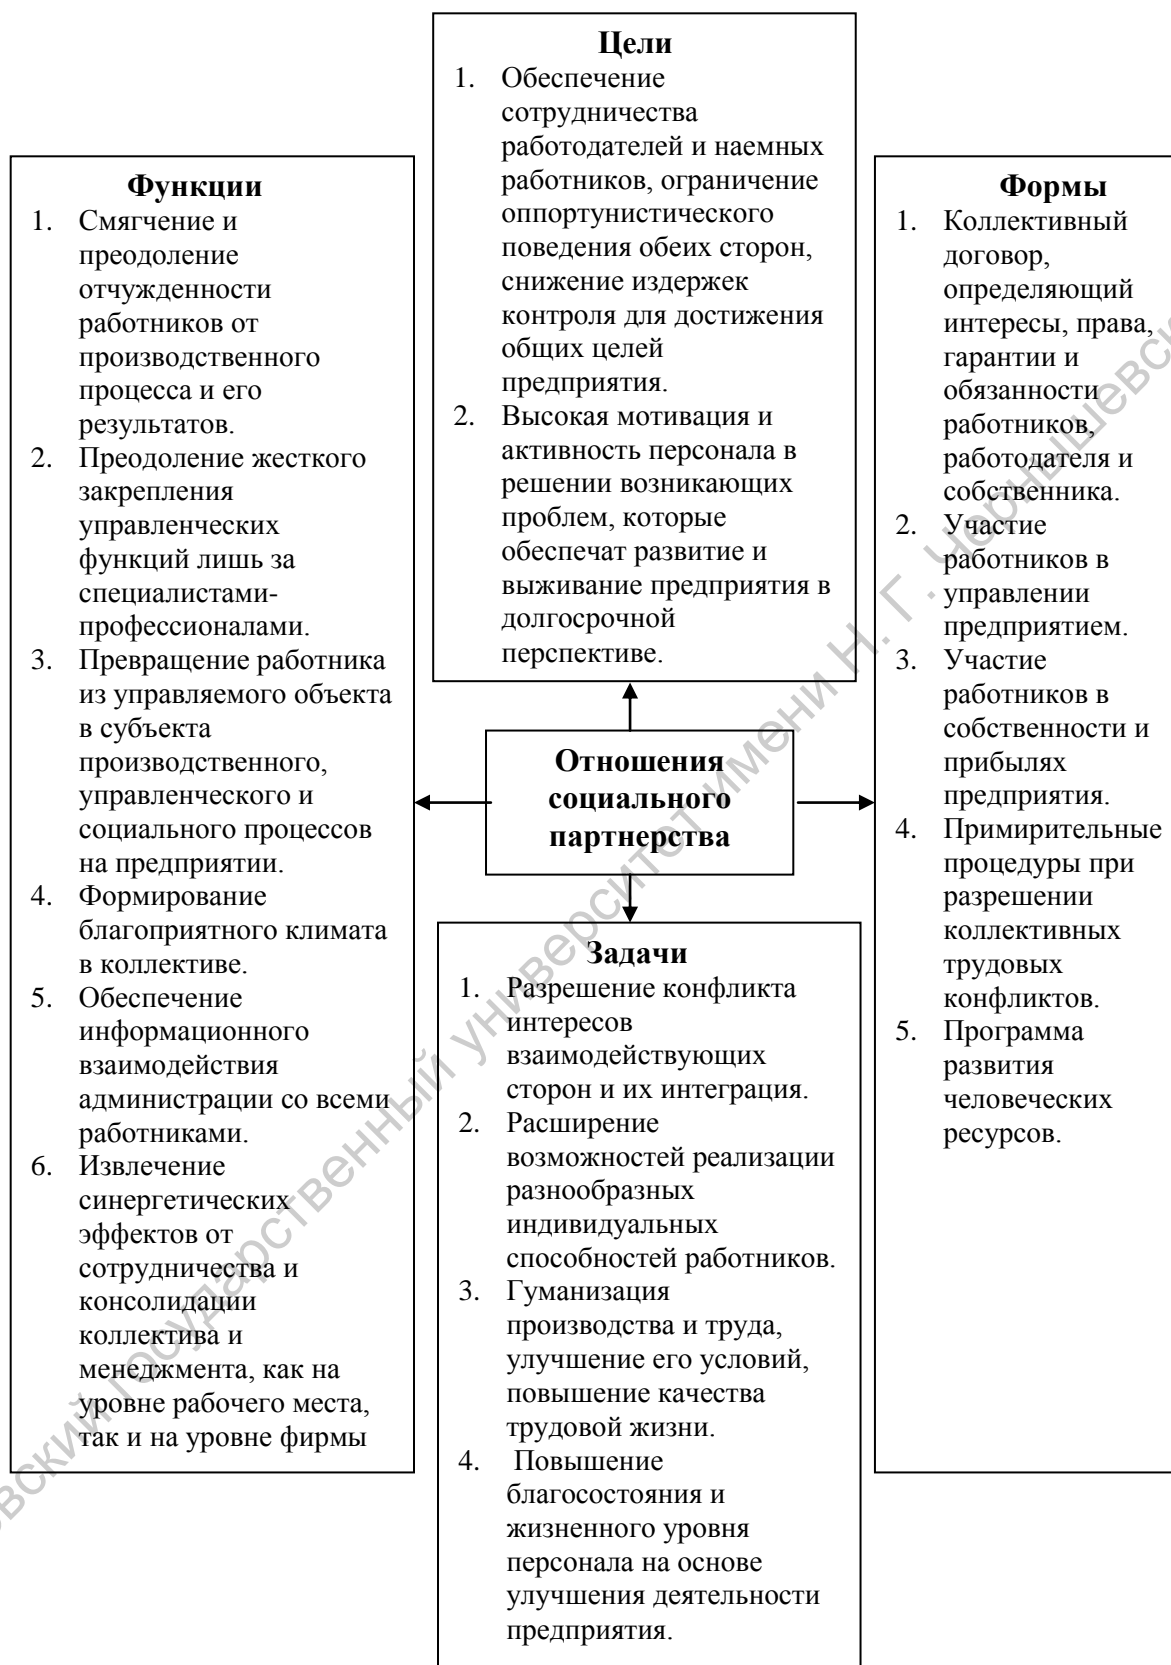 Цели
1. Обеспечение
сотрудничества
работодателей и наемных
работников, ограничение
оппортунистического
поведения обеих сторон,
снижение издержек
контроля для достижения
общих целей
предприятия.
2. Высокая мотивация и
активность персонала в
решении возникающих
проблем, которые
обеспечат развитие и
выживание предприятия в
долгосрочной
перспективе.
Функции
1. Смягчение и
преодоление
отчужденности
работников от
производственного
процесса и его
результатов.
2. Преодоление жесткого
закрепления
управленческих
функций лишь за
специалистами-
профессионалами.
3. Превращение работника
из управляемого объекта
в субъекта
производственного,
управленческого и
социального процессов
на предприятии.
4. Формирование
благоприятного климата
в коллективе.
5. Обеспечение
информационного
взаимодействия
администрации со всеми
работниками.
6. Извлечение
синергетических
эффектов от
сотрудничества и
консолидации
коллектива и
менеджмента, как на
уровне рабочего места,
так и на уровне фирмы
Отношения
социального
партнерства
Формы
1. Коллективный
договор,
определяющий
интересы, права,
гарантии и
обязанности
работников,
работодателя и
собственника.
2. Участие
работников в
управлении
предприятием.
3. Участие
работников в
собственности и
прибылях
предприятия.
4. Примирительные
процедуры при
разрешении
коллективных
трудовых
конфликтов.
5. Программа
развития
человеческих
ресурсов.
Задачи
1. Разрешение конфликта
интересов
взаимодействующих
сторон и их интеграция.
2. Расширение
возможностей реализации
разнообразных
индивидуальных
способностей работников.
3. Гуманизация
производства и труда,
улучшение его условий,
повышение качества
трудовой жизни.
4. Повышение
благосостояния и
жизненного уровня
персонала на основе
улучшения деятельности
предприятия.
государственный университет имени Н. Г.